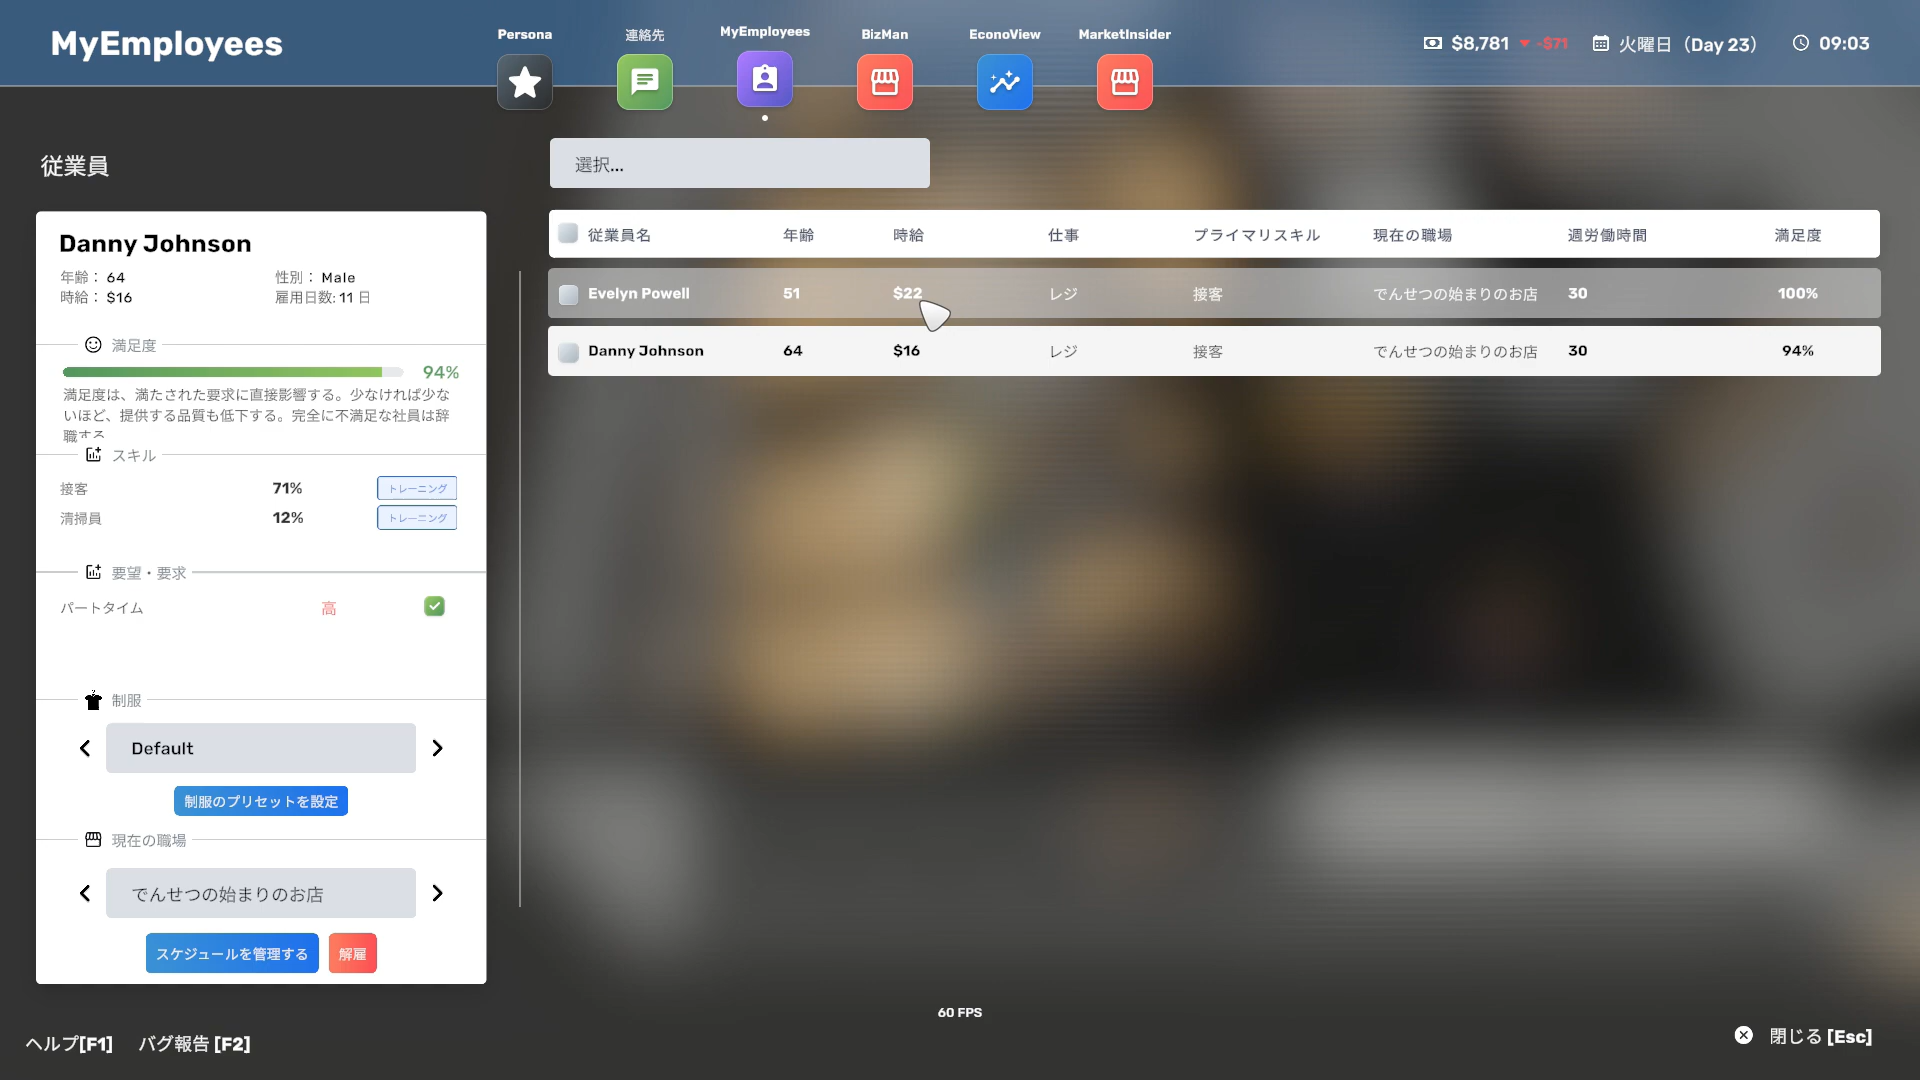 MyEmployees
Persona
連絡先
MyEmployees
BizMan
EconoView
MarketInsider
$8,781 -$71
火曜日 (Day 23)
09:03
従業員
選択...
Danny Johnson
年齢: 64
性別: Male
時給: $16
雇用日数: 11 日
満足度
94%
満足度は、満たされた要求に直接影響する。少なければ少な
いほど、提供する品質も低下する。完全に不満足な社員は辞
職する
スキル
接客 71% トレーニング
清掃員 12% トレーニング
要望・要求
パートタイム 高
制服
Default
制服のプリセットを設定
現在の職場
でんせつの始まりのお店
スケジュールを管理する 解雇
従業員名 年齢 時給 仕事 プライマリスキル 現在の職場 週労働時間 満足度
Evelyn Powell 51 $22 レジ 接客 でんせつの始まりのお店 30 100%
Danny Johnson 64 $16 レジ 接客 でんせつの始まりのお店 30 94%
60 FPS
ヘルプ[F1] バグ報告 [F2]
閉じる [Esc]